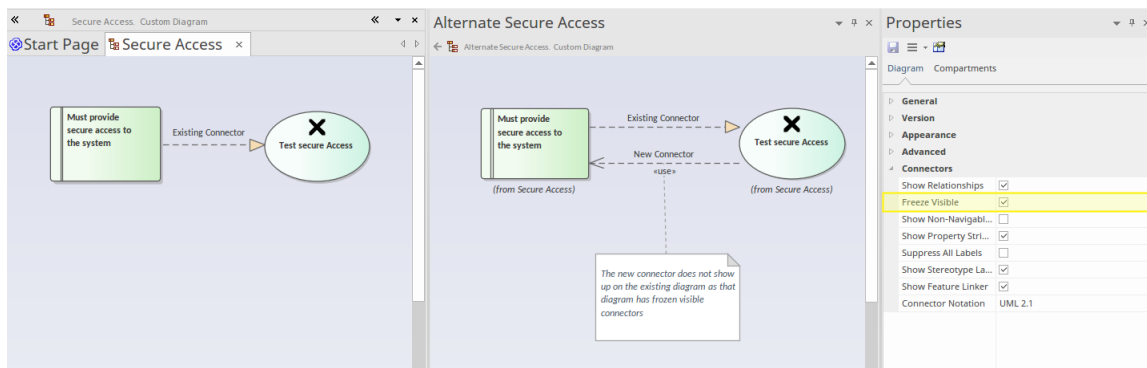 Secure Access. Custom Diagram
Start Page
Secure Access
Must provide
secure access to
the system
Existing Connector
Test secure Access
Alternate Secure Access
Alternate Secure Access. Custom Diagram
Must provide
secure access to
the system
(from Secure Access)
Existing Connector
New Connector
«use»
Test secure Access
(from Secure Access)
The new connector does not show
up on the existing diagram as that
diagram has frozen visible
connectors
Properties
Diagram Compartments
General
Version
Appearance
Advanced
Connectors
Show Relationships
Freeze Visible
Show Non-Navigabl...
Show Property Stri...
Suppress All Labels
Show Stereotype La...
Show Feature Linker
Connector Notation UML 2.1